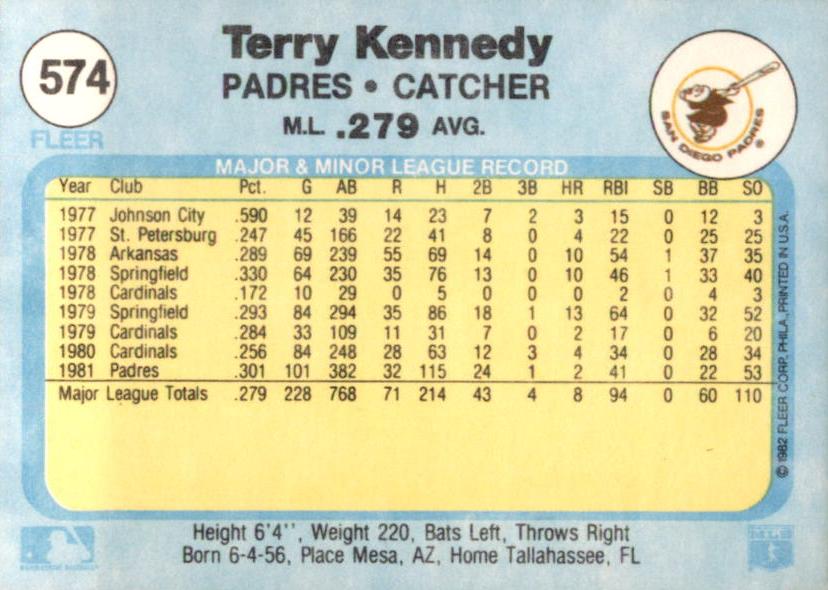 574
FLEER
Terry Kennedy
PADRES • CATCHER
M.L. .279 AVG.
SAN DIEGO PADRES®
MAJOR & MINOR LEAGUE RECORD
Year Club Pct. G AB R H 2B 3B HR RBI SB BB SO
1977 Johnson City .590 12 39 14 23 7 2 3 15 0 12 3
1977 St. Petersburg .247 45 166 22 41 8 0 4 22 0 25 25
1978 Arkansas .289 69 239 55 69 14 0 10 54 1 37 35
1978 Springfield .330 64 230 35 76 13 0 10 46 1 33 40
1978 Cardinals .172 10 29 0 5 0 0 0 2 0 4 3
1979 Springfield .293 84 294 35 86 18 1 13 64 0 32 52
1979 Cardinals .284 33 109 11 31 7 0 2 17 0 6 20
1980 Cardinals .256 84 248 28 63 12 3 4 34 0 28 34
1981 Padres .301 101 382 32 115 24 1 2 41 0 22 53
Major League Totals .279 228 768 71 214 43 4 8 94 0 60 110
© 1982 FLEER CORP. PHILA., PRINTED IN U.S.A.
Height 6'4'', Weight 220, Bats Left, Throws Right
Born 6-4-56, Place Mesa, AZ, Home Tallahassee, FL